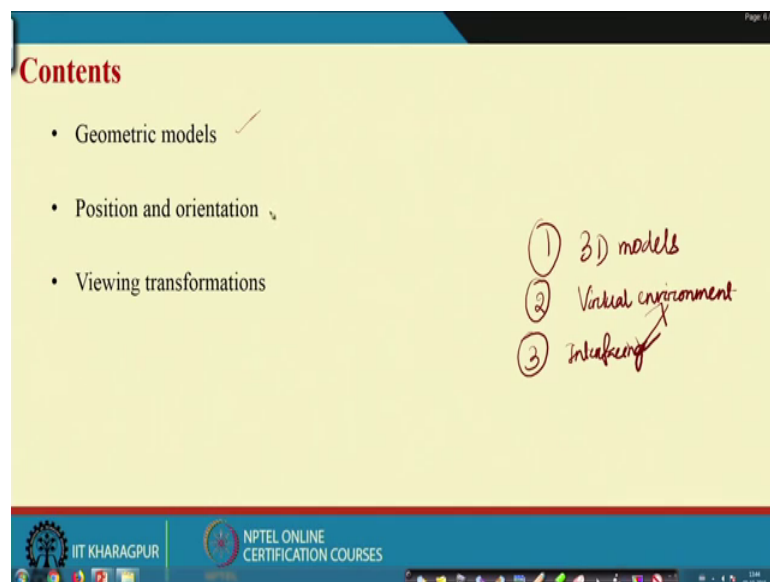 Page: 6
Contents
• Geometric models
• Position and orientation
• Viewing transformations
1 3D models
2 Virtual environment
3 Interfacing
IIT KHARAGPUR
NPTEL ONLINE
CERTIFICATION COURSES